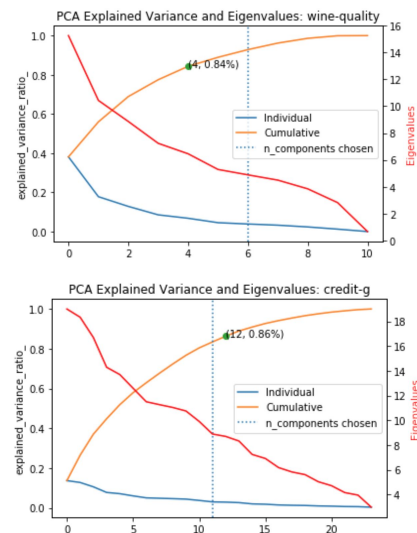 PCA Explained Variance and Eigenvalues: wine-quality
16
1.0
14
(4, 0.84%)
0.8
12
explained_variance_ratio_
0.6
10
Individual
Cumulative
n_components chosen
8
Eigenvalues
0.4
6
4
0.2
2
0.0
0
0 2 4 6 8 10
PCA Explained Variance and Eigenvalues: credit-g
1.0
18
(12, 0.86%)
0.8
16
14
explained_variance_ratio_
0.6
12
Individual
Cumulative
n_components chosen
10
Eigenvalues
0.4
8
0.2
6
4
0.0
0 10 20